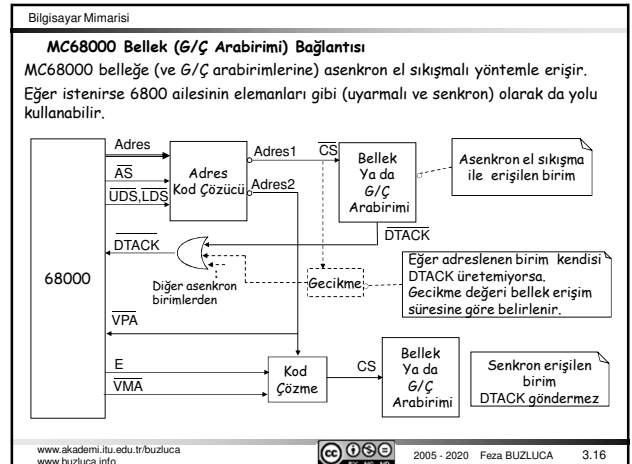 Bilgisayar Mimarisi
MC68000 Bellek (G/Ç Arabirimi) Bağlantısı
MC68000 belleğe (ve G/Ç arabirimlerine) asenkron el sıkışmalı yöntemle erişir.
Eğer istenirse 6800 ailesinin elemanları gibi (uyarmalı ve senkron) olarak da yolu
kullanabilir.
68000
Adres
AS
UDS,LDS
Adres
Kod Çözücü
Adres1
Adres2
CS
Bellek
Ya da
G/Ç
Arabirimi
Asenkron el sıkışma
ile erişilen birim
DTACK
DTACK
Diğer asenkron
birimlerden
Gecikme
Eğer adreslenen birim kendisi
DTACK üretemiyorsa.
Gecikme değeri bellek erişim
süresine göre belirlenir.
VPA
E
VMA
Kod
Çözme
CS
Bellek
Ya da
G/Ç
Arabirimi
Senkron erişilen
birim
DTACK göndermez
www.akademi.itu.edu.tr/buzluca
www.buzluca.info
cc BY NC ND
2005 - 2020 Feza BUZLUCA 3.16